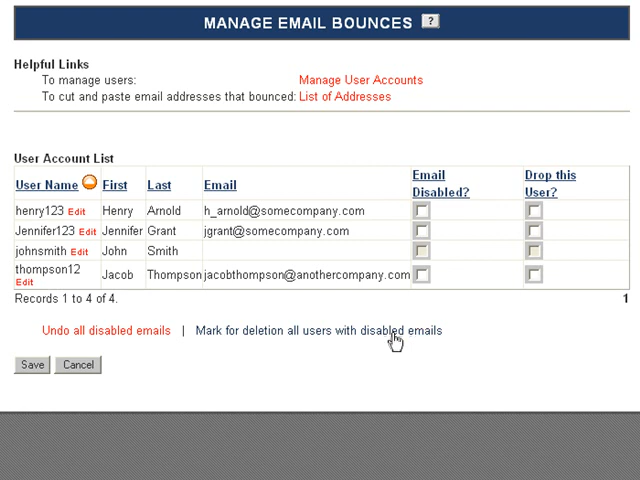 MANAGE EMAIL BOUNCES ?
Helpful Links
To manage users: Manage User Accounts
To cut and paste email addresses that bounced: List of Addresses
User Account List
User Name First Last Email Email Disabled? Drop this User?
henry123 Edit Henry Arnold h_arnold@somecompany.com
Jennifer123 Edit Jennifer Grant jgrant@somecompany.com
johnsmith Edit John Smith
thompson12 Edit Jacob Thompson jacobthompson@anothercompany.com
Records 1 to 4 of 4. 1
Undo all disabled emails | Mark for deletion all users with disabled emails
Save Cancel